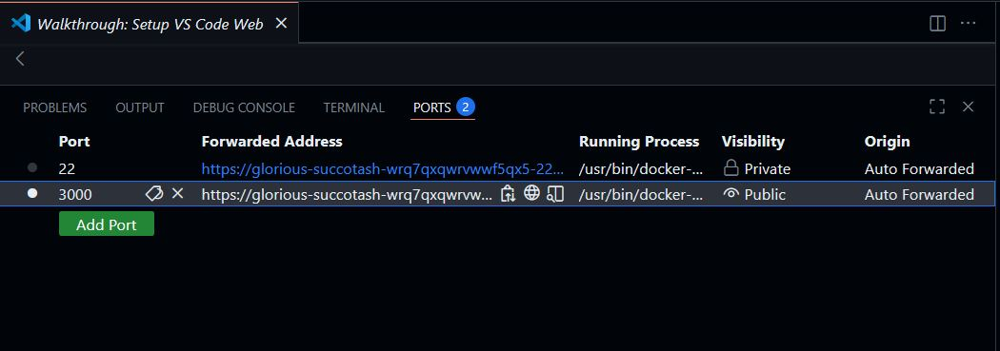 Walkthrough: Setup VS Code Web
PROBLEMS OUTPUT DEBUG CONSOLE TERMINAL PORTS 2
Port Forwarded Address Running Process Visibility Origin
22 https://glorious-succotash-wrq7qxqwrvwwf5qx5-22... /usr/bin/docker-... Private Auto Forwarded
3000 https://glorious-succotash-wrq7qxqwrvw... /usr/bin/docker-... Public Auto Forwarded
Add Port